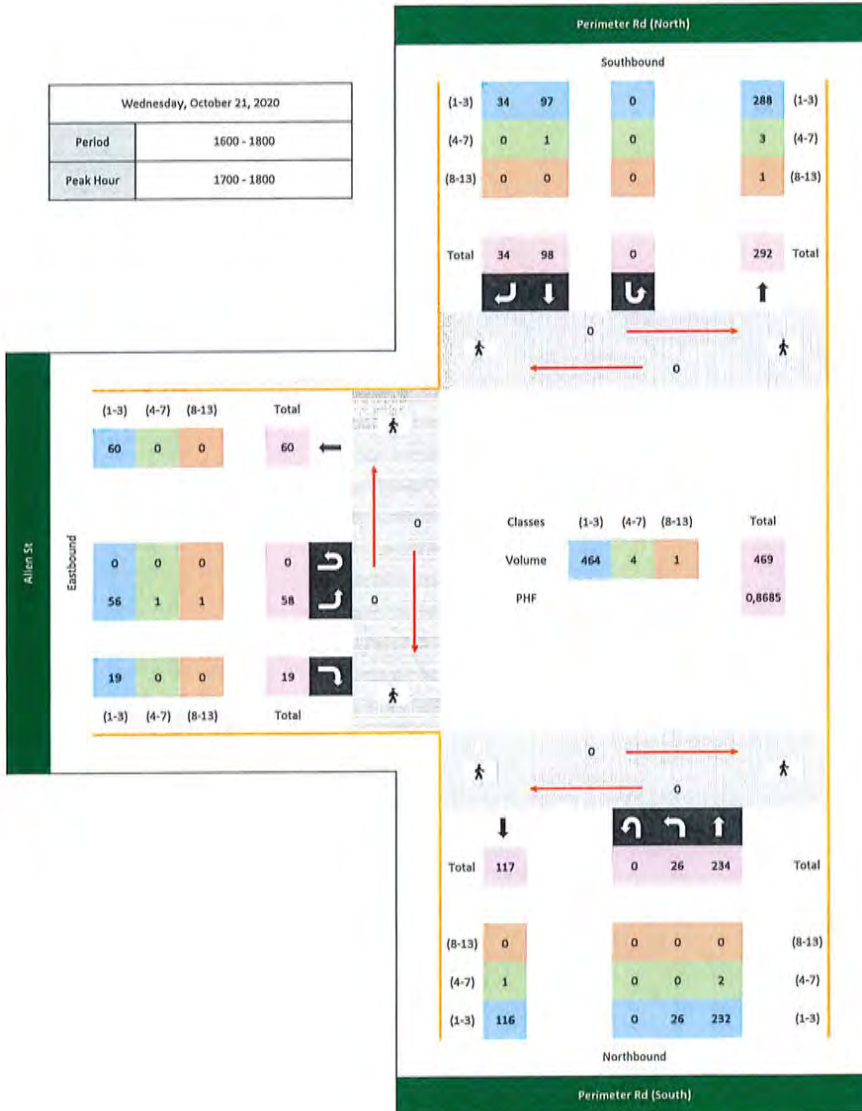 Perimeter Rd (North)
Southbound
Wednesday, October 21, 2020
Period 1600 - 1800
Peak Hour 1700 - 1800
(1-3) 34 97 0 288 (1-3)
(4-7) 0 1 0 3 (4-7)
(8-13) 0 0 0 1 (8-13)
Total 34 98 0 292 Total
0
0
Allen St
Eastbound
(1-3) (4-7) (8-13) Total
60 0 0 60
0
0 0 0 0
56 1 1 58
0
19 0 0 19
(1-3) (4-7) (8-13) Total
Classes (1-3) (4-7) (8-13) Total
Volume 464 4 1 469
PHF 0,8685
0
0
Total 117 0 26 234 Total
(8-13) 0 0 0 0 (8-13)
(4-7) 1 0 0 2 (4-7)
(1-3) 116 0 26 232 (1-3)
Northbound
Perimeter Rd (South)